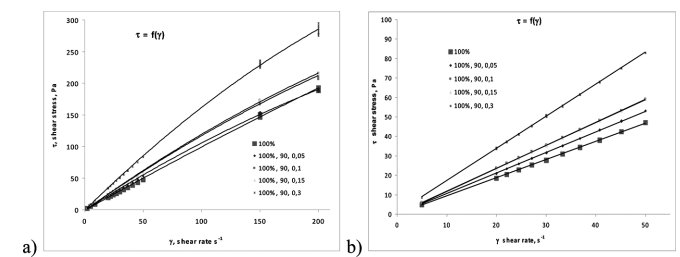 τ = f(γ)
τ, shear stress, Pa
300
250
200
150
100
50
0
100%
100%, 90, 0,05
100%, 90, 0,1
100%, 90, 0,15
100%, 90, 0,3
0 50 100 150 200
γ, shear rate s⁻¹
a)
τ = f(γ)
τ shear stress, Pa
100
90
80
70
60
50
40
30
20
10
0
100%
100%, 90, 0,05
100%, 90, 0,1
100%, 90, 0,15
100%, 90, 0,3
0 10 20 30 40 50 60
γ shear rate, s⁻¹
b)